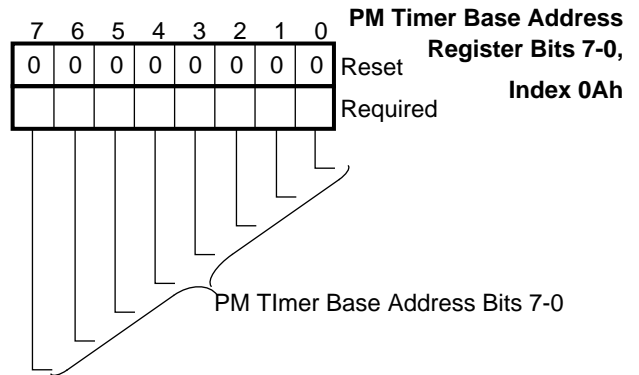 PM Timer Base Address
Register Bits 7-0,
Index 0Ah
7 6 5 4 3 2 1 0
0 0 0 0 0 0 0 0 Reset
Required
PM TImer Base Address Bits 7-0